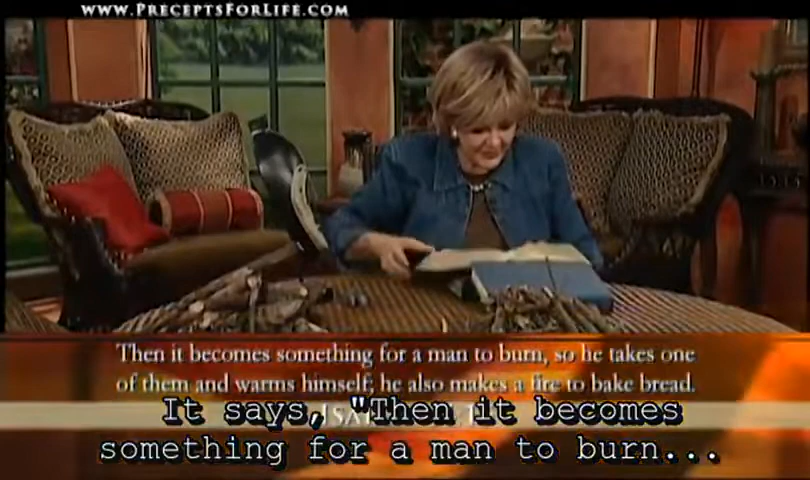 www.PreceptsForLife.com
Then it becomes something for a man to burn, so he takes one
of them and warms himself; he also makes a fire to bake bread.
It says, "Then it becomes
something for a man to burn...